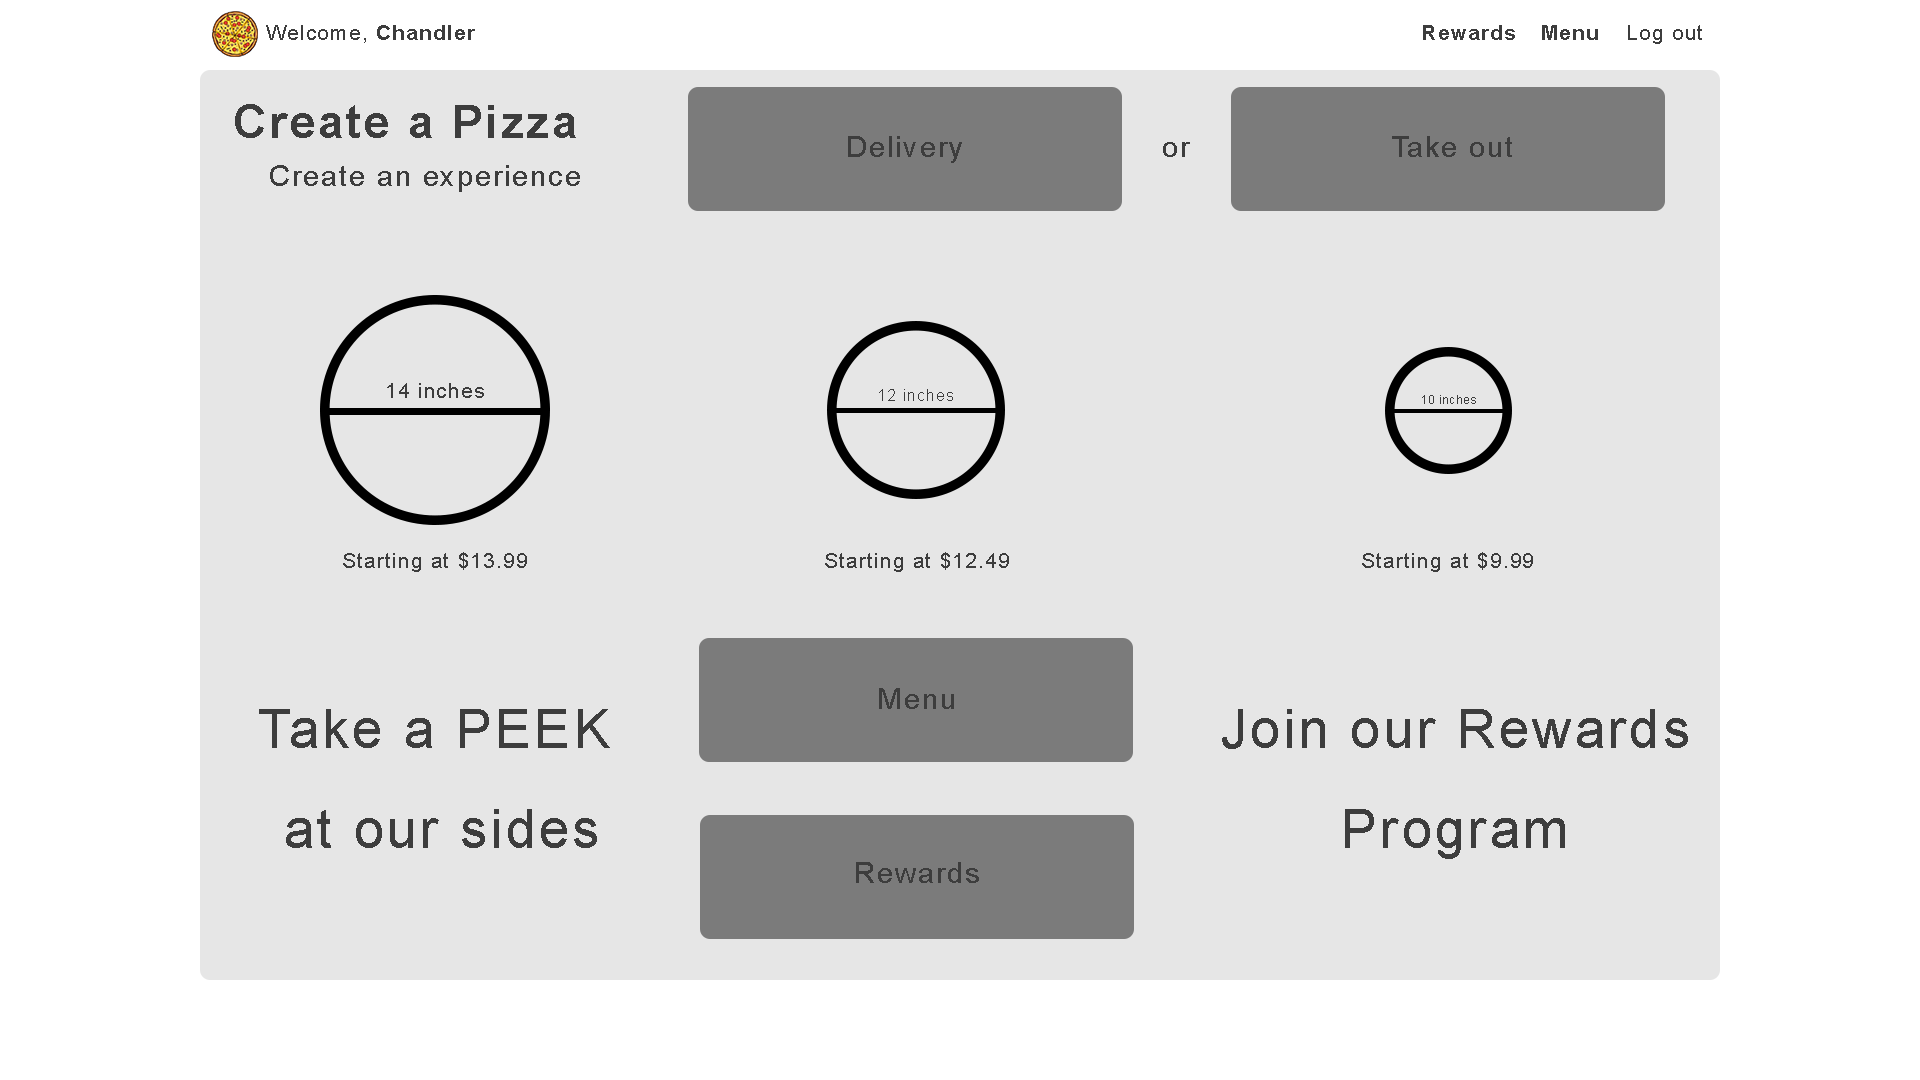 Welcome, Chandler
Rewards Menu Log out
Create a Pizza
Create an experience
Delivery
or
Take out
14 inches
12 inches
10 inches
Starting at $13.99
Starting at $12.49
Starting at $9.99
Take a PEEK
at our sides
Menu
Rewards
Join our Rewards
Program